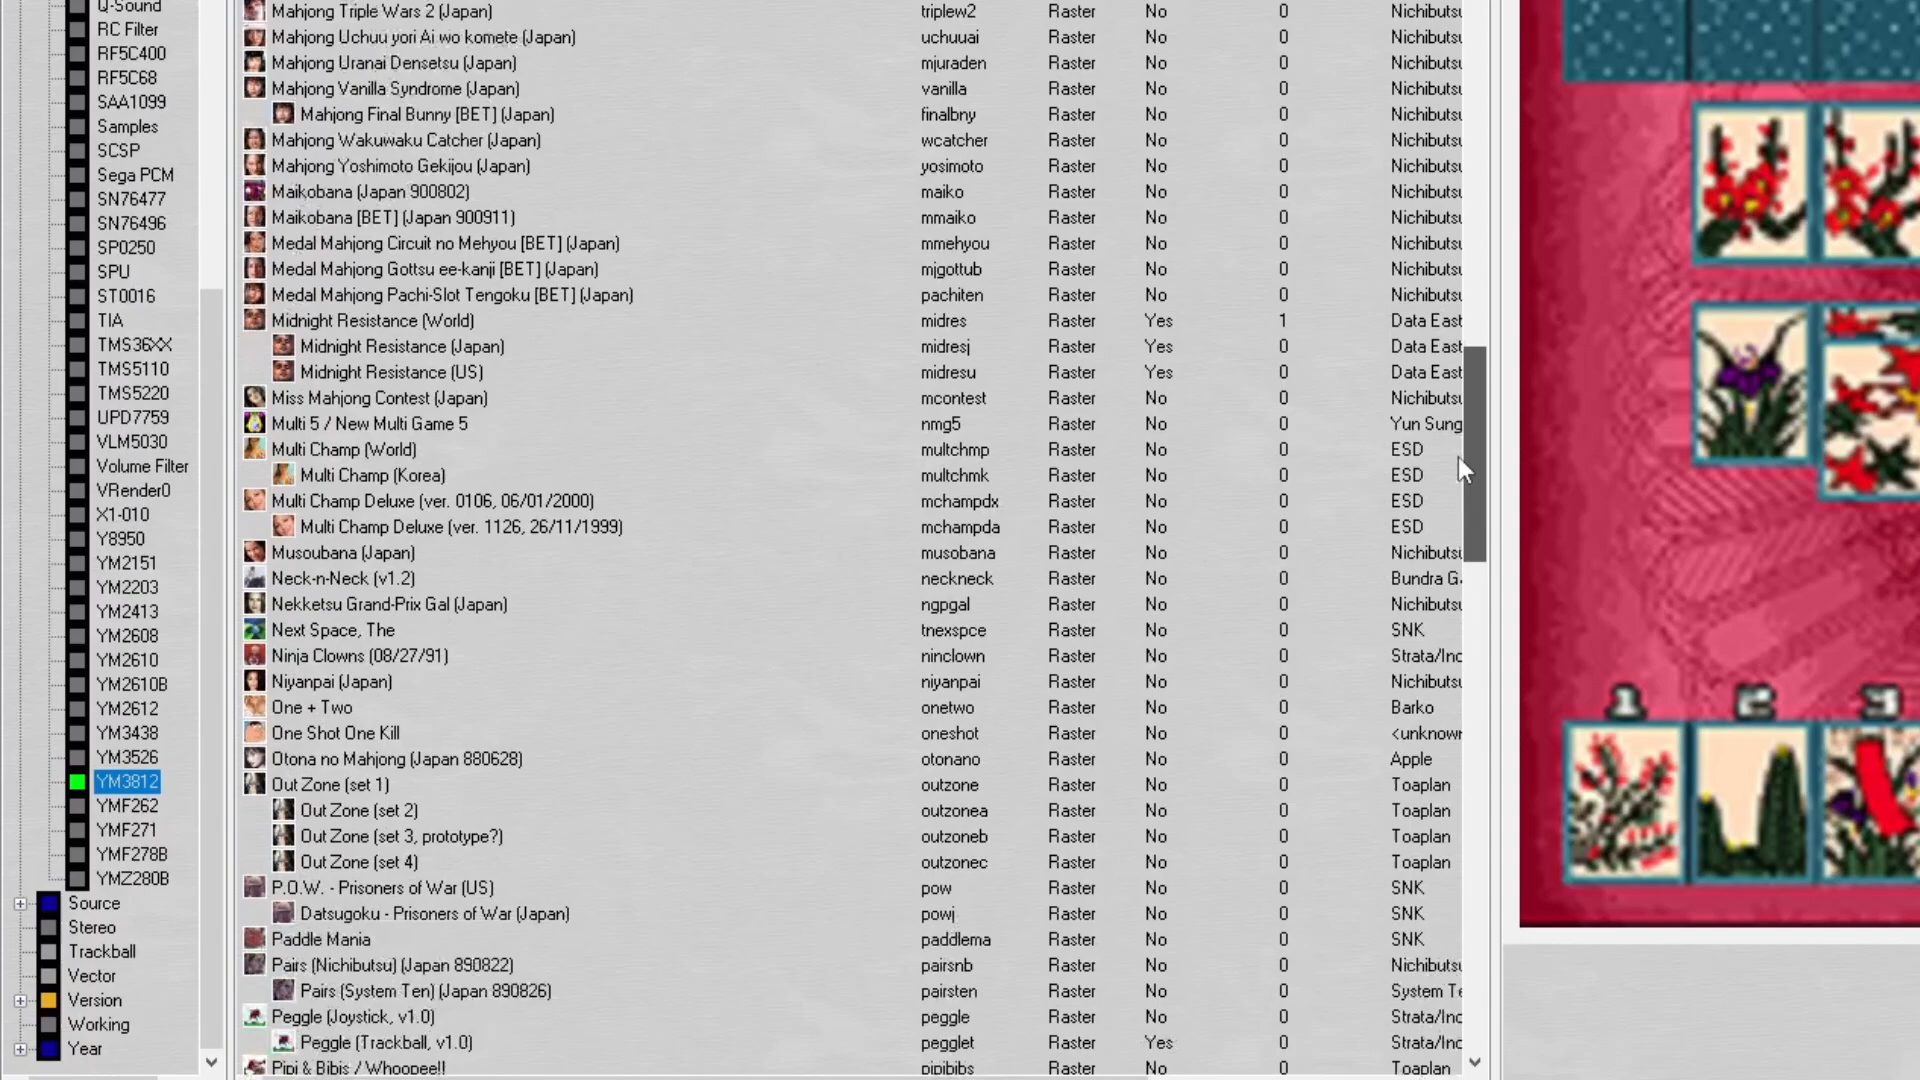 Q-Sound
RC Filter
RF5C400
RF5C68
SAA1099
Samples
SCSP
Sega PCM
SN76477
SN76496
SP0250
SPU
ST0016
TIA
TMS36XX
TMS5110
TMS5220
UPD7759
VLM5030
Volume Filter
VRender0
X1-010
Y8950
YM2151
YM2203
YM2413
YM2608
YM2610
YM2610B
YM2612
YM3438
YM3526
YM3812
YMF262
YMF271
YMF278B
YMZ280B
Source
Stereo
Trackball
Vector
Version
Working
Year
Mahjong Triple Wars 2 (Japan) triplew2 Raster No 0 Nichibutsu
Mahjong Uchuu yori Ai wo komete (Japan) uchuuai Raster No 0 Nichibutsu
Mahjong Uranai Densetsu (Japan) mjuraden Raster No 0 Nichibutsu
Mahjong Vanilla Syndrome (Japan) vanilla Raster No 0 Nichibutsu
Mahjong Final Bunny [BET] (Japan) finalbny Raster No 0 Nichibutsu
Mahjong Wakuwaku Catcher (Japan) wcatcher Raster No 0 Nichibutsu
Mahjong Yoshimoto Gekijou (Japan) yosimoto Raster No 0 Nichibutsu
Maikobana (Japan 900802) maiko Raster No 0 Nichibutsu
Maikobana [BET] (Japan 900911) mmaiko Raster No 0 Nichibutsu
Medal Mahjong Circuit no Mehyou [BET] (Japan) mmehyou Raster No 0 Nichibutsu
Medal Mahjong Gottsu ee-kanji [BET] (Japan) mjgottub Raster No 0 Nichibutsu
Medal Mahjong Pachi-Slot Tengoku [BET] (Japan) pachiten Raster No 0 Nichibutsu
Midnight Resistance (World) midres Raster Yes 1 Data East
Midnight Resistance (Japan) midresj Raster Yes 0 Data East
Midnight Resistance (US) midresu Raster Yes 0 Data East
Miss Mahjong Contest (Japan) mcontest Raster No 0 Nichibutsu
Multi 5 / New Multi Game 5 nmg5 Raster No 0 Yun Sung
Multi Champ (World) multchmp Raster No 0 ESD
Multi Champ (Korea) multchmk Raster No 0 ESD
Multi Champ Deluxe (ver. 0106, 06/01/2000) mchampdx Raster No 0 ESD
Multi Champ Deluxe (ver. 1126, 26/11/1999) mchampda Raster No 0 ESD
Musoubana (Japan) musobana Raster No 0 Nichibutsu
Neck-n-Neck (v1.2) neckneck Raster No 0 Bundra G
Nekketsu Grand-Prix Gal (Japan) ngpgal Raster No 0 Nichibutsu
Next Space, The tnexspce Raster No 0 SNK
Ninja Clowns (08/27/91) ninclown Raster No 0 Strata/Inc
Niyanpai (Japan) niyanpai Raster No 0 Nichibutsu
One + Two onetwo Raster No 0 Barko
One Shot One Kill oneshot Raster No 0 <unknown
Otona no Mahjong (Japan 880628) otonano Raster No 0 Apple
Out Zone (set 1) outzone Raster No 0 Toaplan
Out Zone (set 2) outzonea Raster No 0 Toaplan
Out Zone (set 3, prototype?) outzoneb Raster No 0 Toaplan
Out Zone (set 4) outzonec Raster No 0 Toaplan
P.O.W. - Prisoners of War (US) pow Raster No 0 SNK
Datsugoku - Prisoners of War (Japan) powj Raster No 0 SNK
Paddle Mania paddlema Raster No 0 SNK
Pairs (Nichibutsu) (Japan 890822) pairsnb Raster No 0 Nichibutsu
Pairs (System Ten) (Japan 890826) pairsten Raster No 0 System Te
Peggle (Joystick, v1.0) peggle Raster No 0 Strata/Inc
Peggle (Trackball, v1.0) pegglet Raster Yes 0 Strata/Inc
Pipi & Bibis / Whoopee!! pipibibs Raster No 0 Toaplan
1 2 3